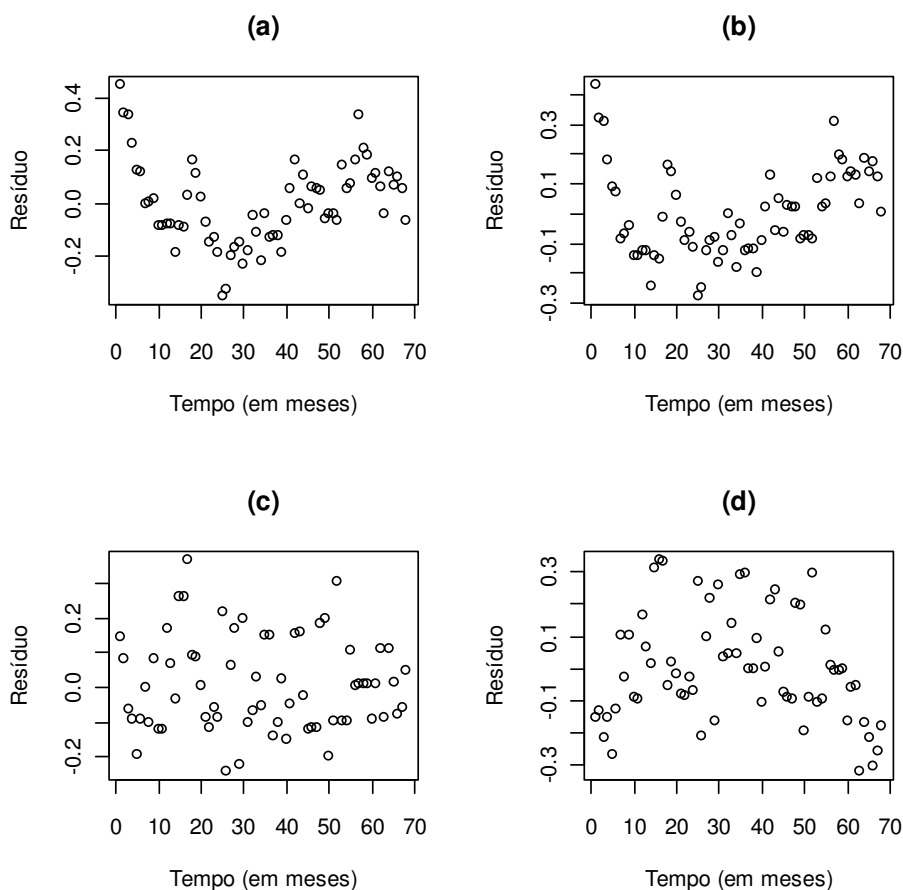 (a)
Resíduo
-0.2 0.0 0.2 0.4
0 10 20 30 40 50 60 70
Tempo (em meses)
(b)
Resíduo
-0.3 -0.1 0.1 0.3
0 10 20 30 40 50 60 70
Tempo (em meses)
(c)
Resíduo
-0.2 0.0 0.2
0 10 20 30 40 50 60 70
Tempo (em meses)
(d)
Resíduo
-0.3 -0.1 0.1 0.3
0 10 20 30 40 50 60 70
Tempo (em meses)